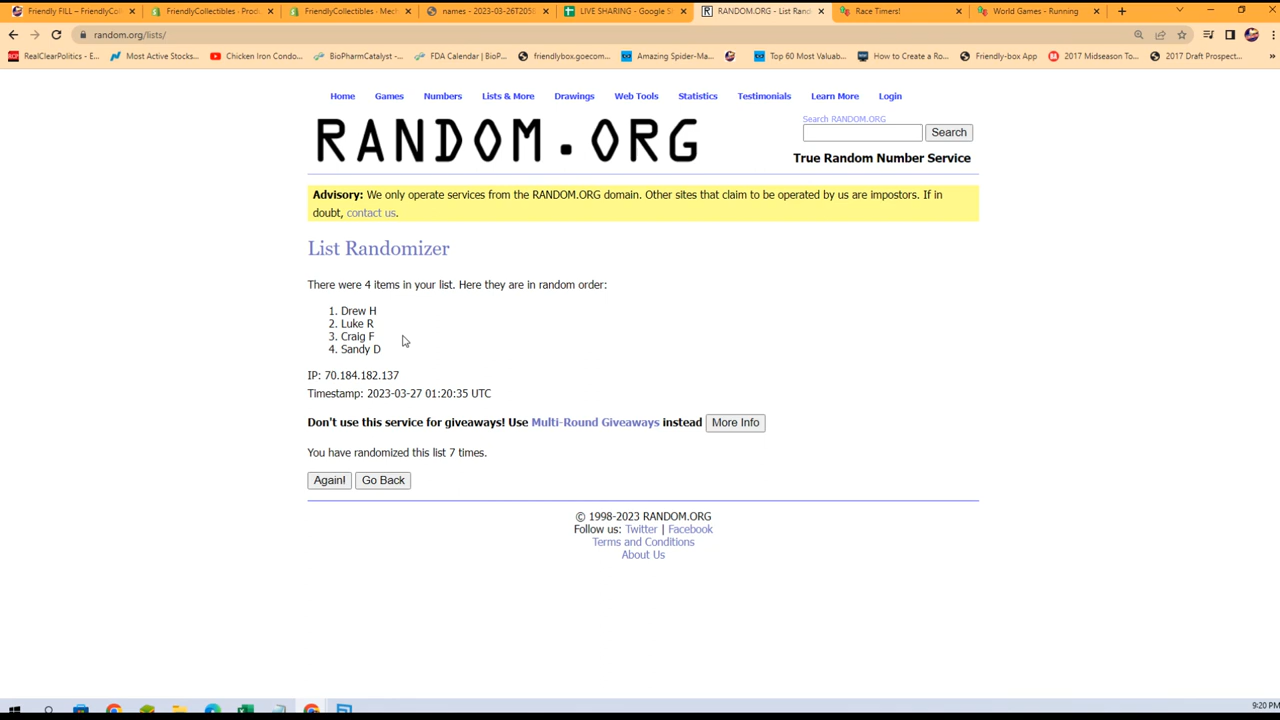 Friendly FILL – FriendlyCol
FriendlyCollectibles · Prod
FriendlyCollectibles · Mech
names - 2023-03-26T2058
LIVE SHARING - Google S
RANDOM.ORG - List Rand
Race Timers!
World Games - Running
random.org/lists/
RealClearPolitics - E...
Most Active Stocks...
Chicken Iron Condo...
BioPharmCatalyst -...
FDA Calendar | BioP...
friendlybox.goecom...
Amazing Spider-Ma...
Top 60 Most Valuab...
How to Create a Ro...
Friendly-box App
2017 Midseason To...
2017 Draft Prospect...
Home Games Numbers Lists & More Drawings Web Tools Statistics Testimonials Learn More Login
RANDOM.ORG
Search RANDOM.ORG
Search
True Random Number Service
Advisory: We only operate services from the RANDOM.ORG domain. Other sites that claim to be operated by us are impostors. If in
doubt, contact us.
List Randomizer
There were 4 items in your list. Here they are in random order:
1. Drew H
2. Luke R
3. Craig F
4. Sandy D
IP: 70.184.182.137
Timestamp: 2023-03-27 01:20:35 UTC
Don't use this service for giveaways! Use Multi-Round Giveaways instead More Info
You have randomized this list 7 times.
Again! Go Back
© 1998-2023 RANDOM.ORG
Follow us: Twitter | Facebook
Terms and Conditions
About Us
9:20 PM